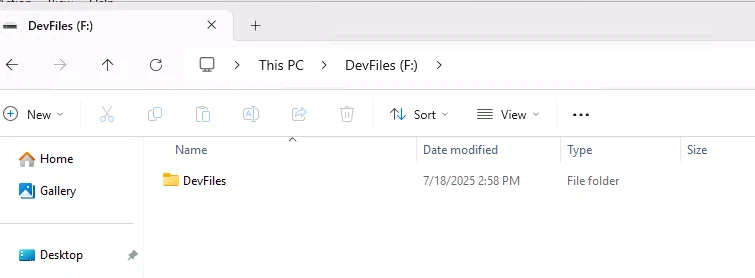 DevFiles (F:)
This PC
DevFiles (F:)
New
Sort
View
Name
Date modified
Type
Size
Home
DevFiles
7/18/2025 2:58 PM
File folder
Gallery
Desktop